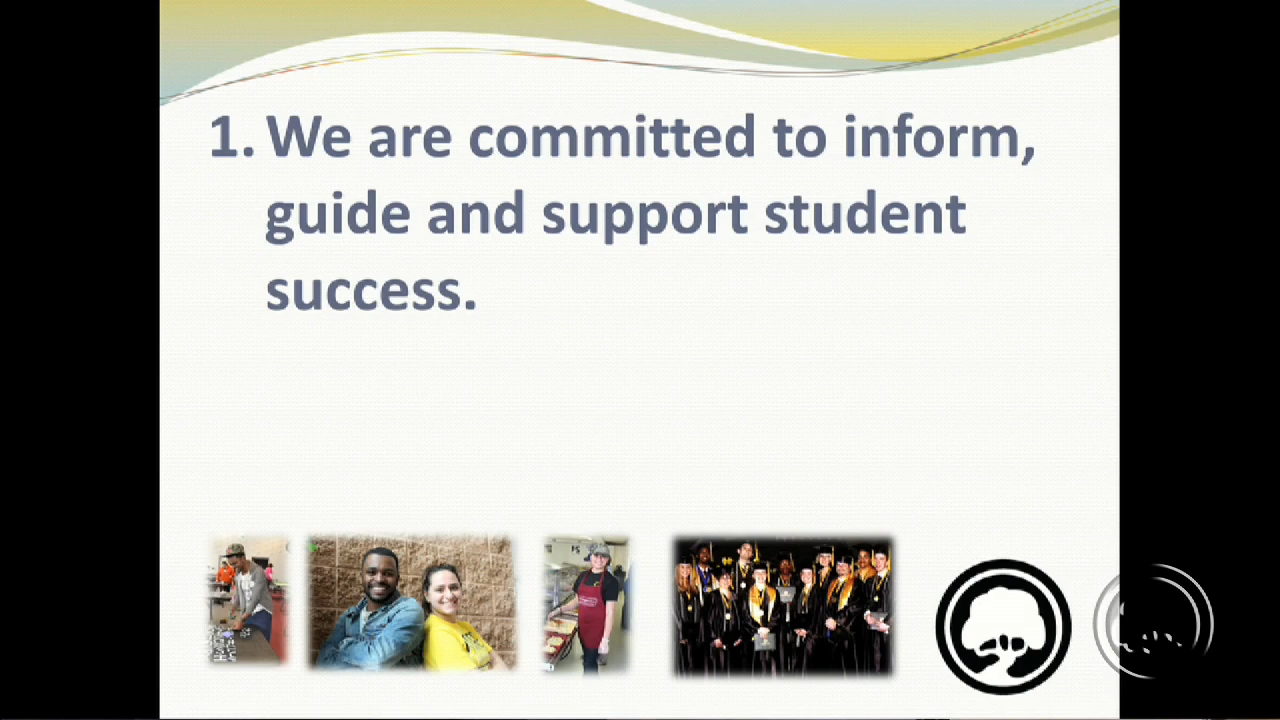 1. We are committed to inform,
guide and support student
success.